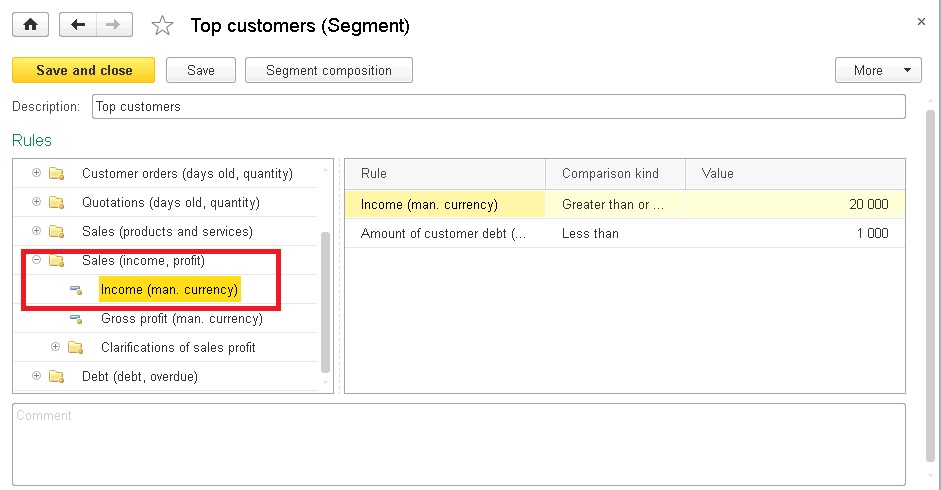 Top customers (Segment)
Save and close
Save
Segment composition
More
Description:
Top customers
Rules
Customer orders (days old, quantity)
Quotations (days old, quantity)
Sales (products and services)
Sales (income, profit)
Income (man. currency)
Gross profit (man. currency)
Clarifications of sales profit
Debt (debt, overdue)
Rule Comparison kind Value
Income (man. currency) Greater than or ... 20 000
Amount of customer debt (... Less than 1 000
Comment